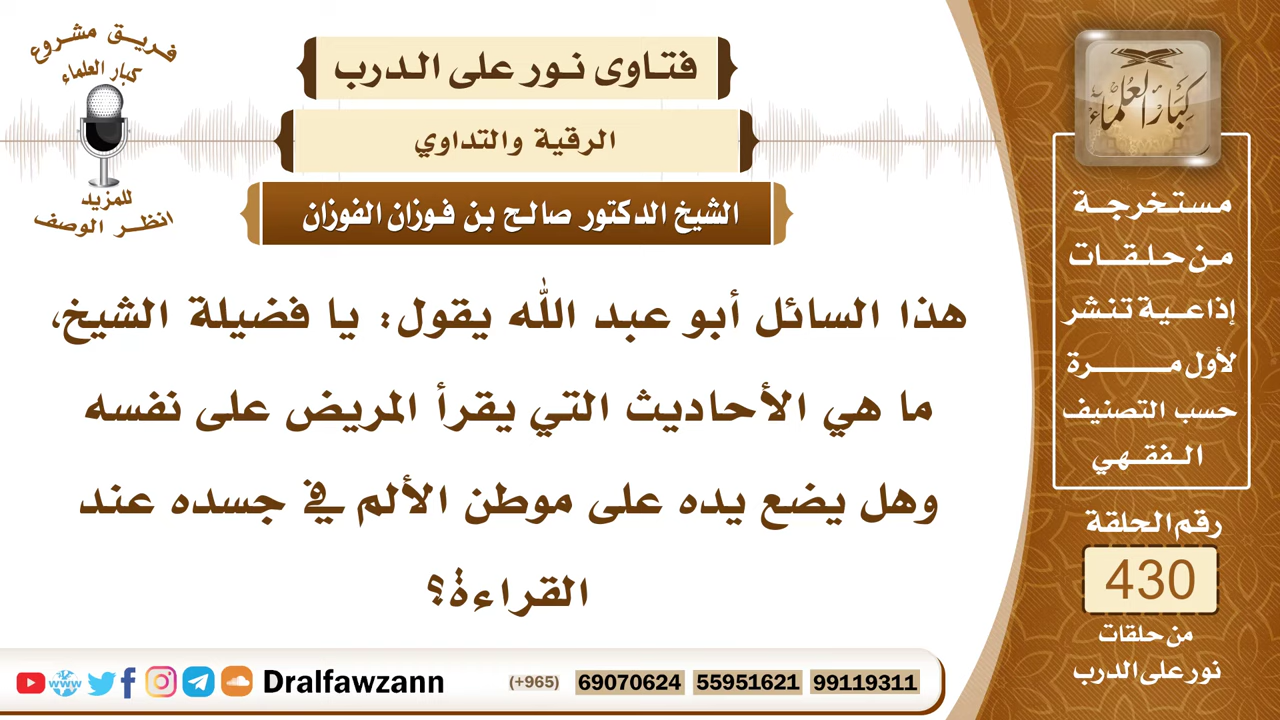 فريق مشروع
كبار العلماء
للمزيد
انظر الوصف
فتاوى نور على الدرب
الرقية والتداوي
الشيخ الدكتور صالح بن فوزان الفوزان
هذا السائل أبو عبد الله يقول: يا فضيلة الشيخ،
ما هي الأحاديث التي يقرأ المريض على نفسه
وهل يضع يده على موطن الألم في جسده عند
القراءة؟
كبار العلماء
مستخرجة
من حلقات
إذاعية تنشر
لأول مرة
حسب التصنيف
الفقهي
رقم الحلقة
430
من حلقات
نور على الدرب
www Dralfawzann (+965) 69070624 55951621 99119311